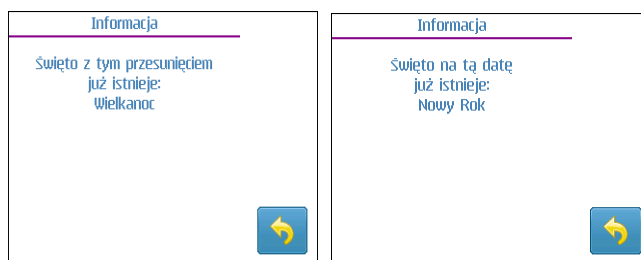 Informacja
Święto z tym przesunięciem
już istnieje:
Wielkanoc
Informacja
Święto na tą datę
już istnieje:
Nowy Rok